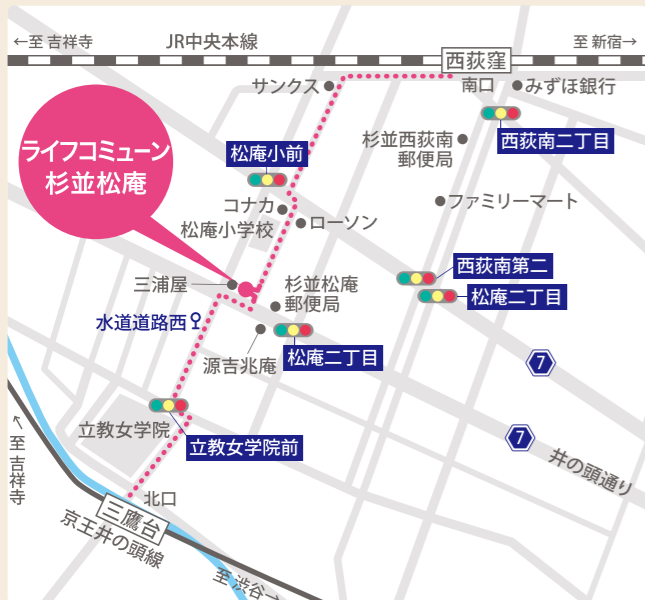 ←至 吉祥寺
JR中央本線
至 新宿→
西荻窪
サンクス
南口
みずほ銀行
ライフコミューン
杉並松庵
松庵小前
杉並西荻南
郵便局
西荻南二丁目
コナカ
松庵小学校
ローソン
ファミリーマート
三浦屋
杉並松庵
郵便局
西荻南第二
松庵二丁目
水道道路西
源吉兆庵
松庵二丁目
7
7
立教女学院
立教女学院前
井の頭通り
←至 吉祥寺
北口
三鷹台
京王井の頭線
至 渋谷→